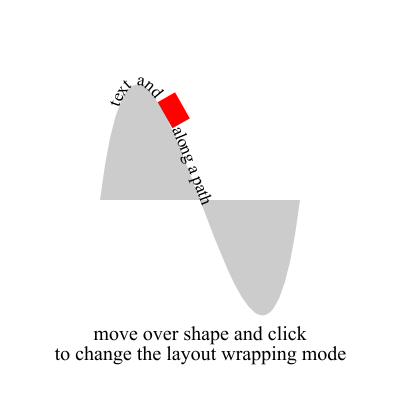 text and
along a path
move over shape and click
to change the layout wrapping mode